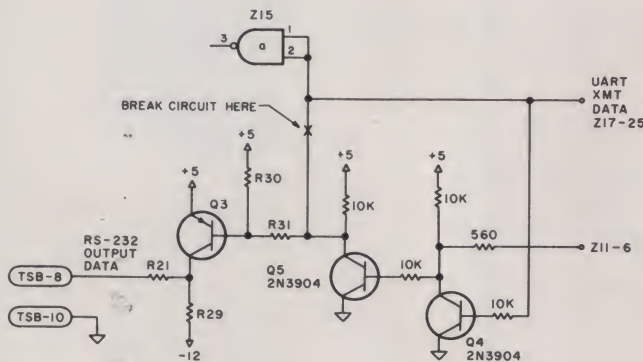 Z15
3
a
1
2
BREAK CIRCUIT HERE
UART
XMT
DATA
Z17-25
+5
+5
+5
+5
R30
10K
10K
Q3
R31
560
Z11-6
RS-232
OUTPUT
DATA
TSB-8
R21
Q5
2N3904
10K
10K
R29
TSB-10
-12
Q4
2N3904